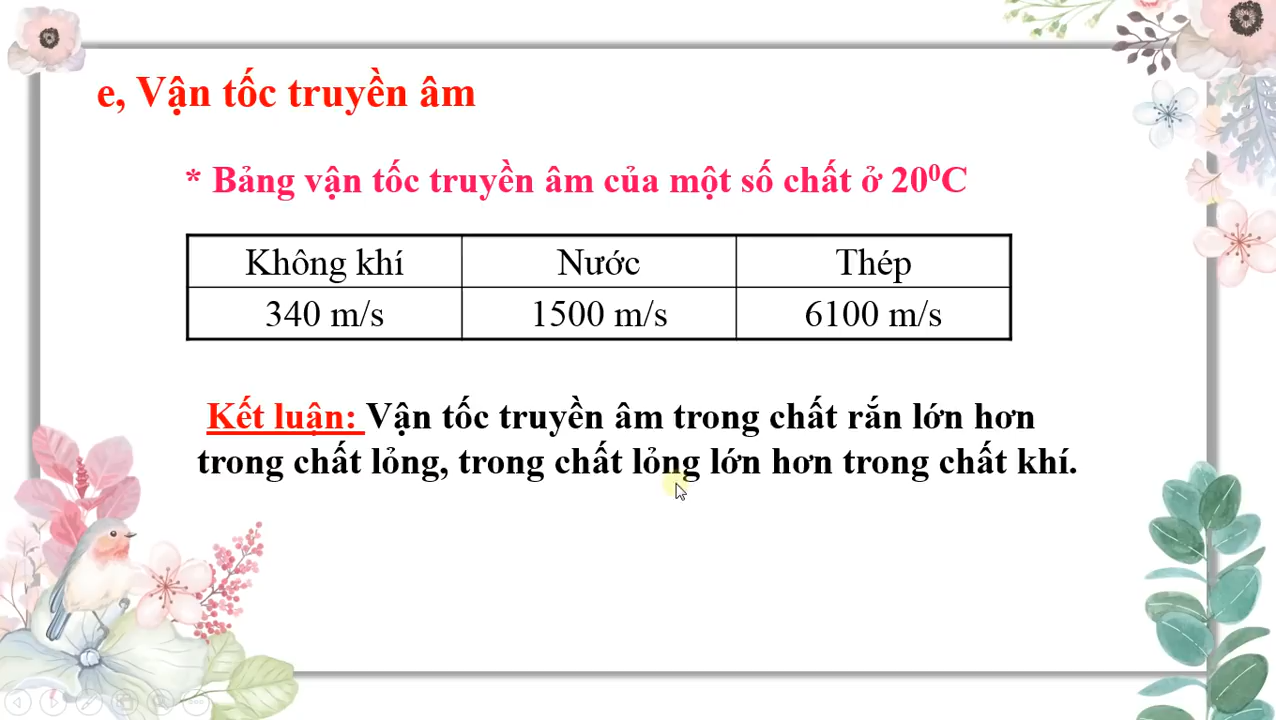 e, Vận tốc truyền âm
* Bảng vận tốc truyền âm của một số chất ở 20⁰C
Không khí Nước Thép
340 m/s 1500 m/s 6100 m/s
Kết luận: Vận tốc truyền âm trong chất rắn lớn hơn
trong chất lỏng, trong chất lỏng lớn hơn trong chất khí.